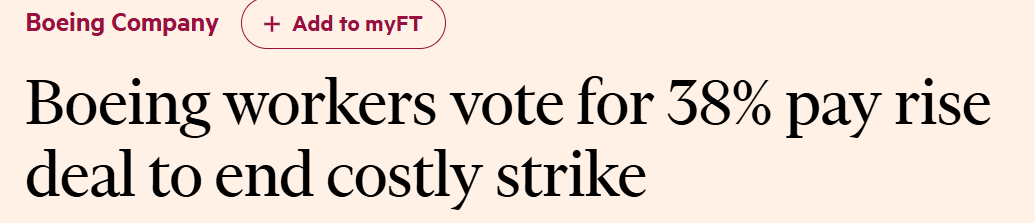 Boeing Company + Add to myFT
Boeing workers vote for 38% pay rise
deal to end costly strike